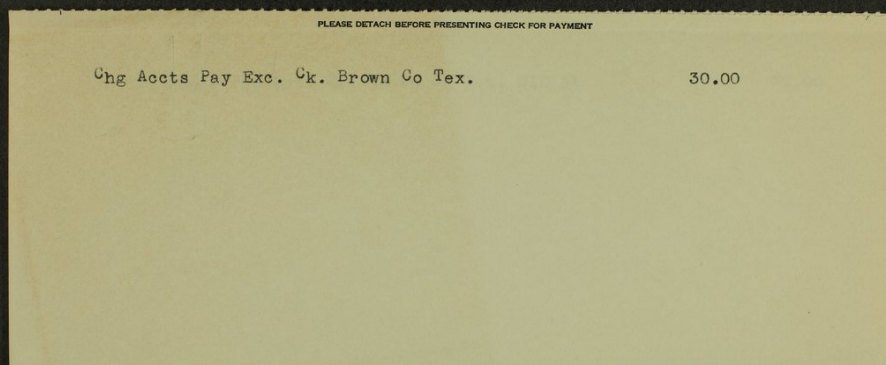 PLEASE DETACH BEFORE PRESENTING CHECK FOR PAYMENT
Chg Accts Pay Exc. Ck. Brown Co Tex. 30.00